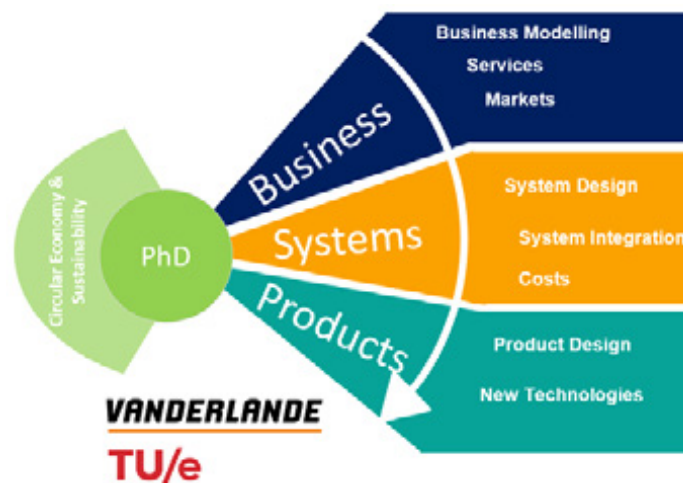 Circular Economy &
Sustainability
PhD
Business
Business Modelling
Services
Markets
Systems
System Design
System Integration
Costs
Products
Product Design
New Technologies
VANDERLANDE
TU/e